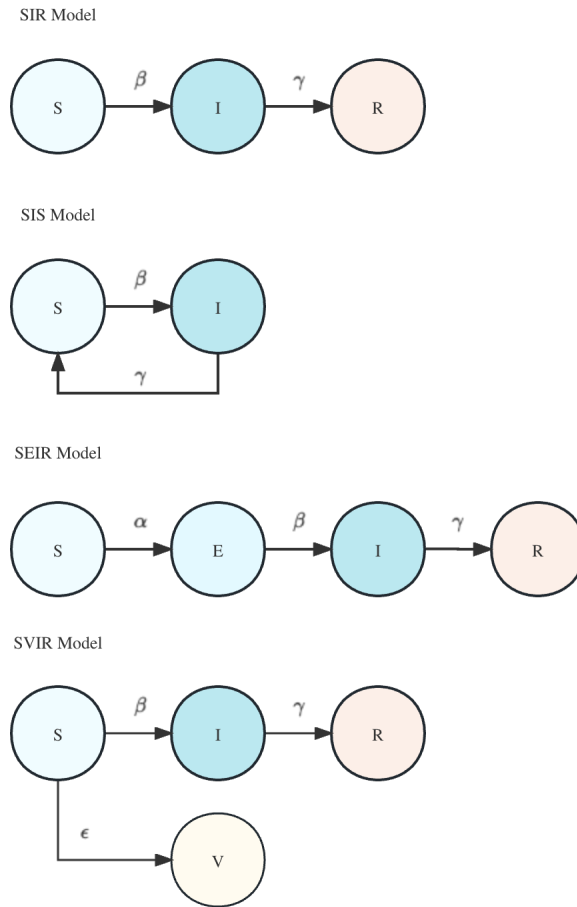 SIR Model
β γ
S I R
SIS Model
β
S I
γ
SEIR Model
α β γ
S E I R
SVIR Model
β γ
S I R
ϵ
V